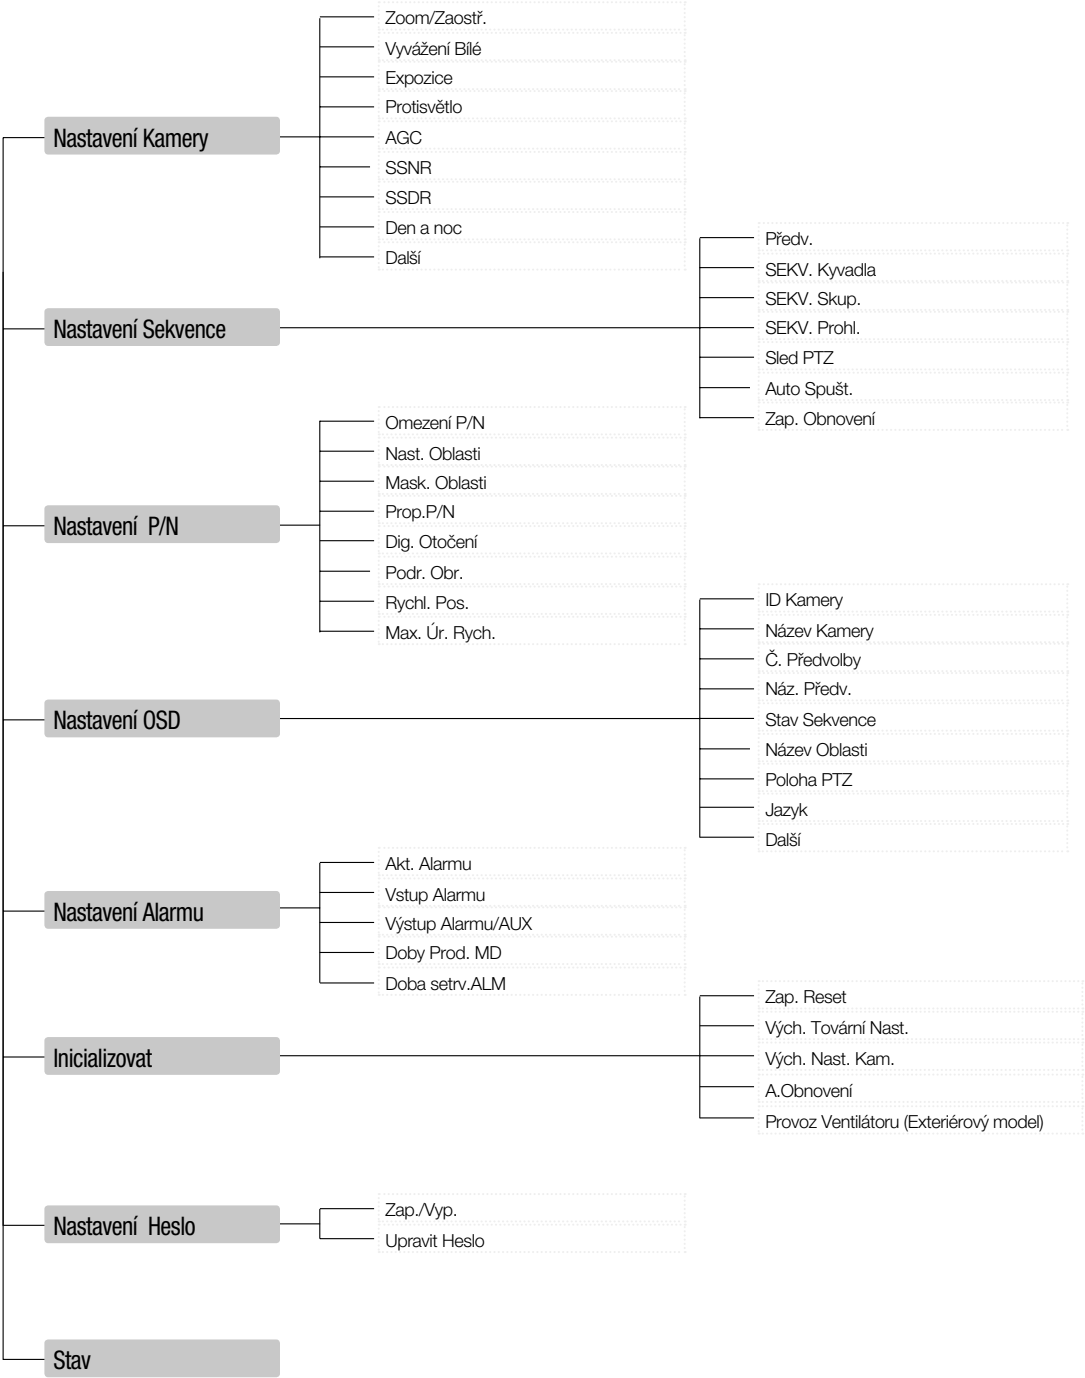 Nastavení Kamery
Zoom/Zaostř.
Vyvážení Bílé
Expozice
Protisvětlo
AGC
SSNR
SSDR
Den a noc
Další
Nastavení Sekvence
Předv.
SEKV. Kyvadla
SEKV. Skup.
SEKV. Prohl.
Sled PTZ
Auto Spušt.
Zap. Obnovení
Nastavení P/N
Omezení P/N
Nast. Oblasti
Mask. Oblasti
Prop.P/N
Dig. Otočení
Podr. Obr.
Rychl. Pos.
Max. Úr. Rych.
Nastavení OSD
ID Kamery
Název Kamery
Č. Předvolby
Náz. Předv.
Stav Sekvence
Název Oblasti
Poloha PTZ
Jazyk
Další
Nastavení Alarmu
Akt. Alarmu
Vstup Alarmu
Výstup Alarmu/AUX
Doby Prod. MD
Doba setrv.ALM
Inicializovat
Zap. Reset
Vých. Tovární Nast.
Vých. Nast. Kam.
A.Obnovení
Provoz Ventilátoru (Exteriérový model)
Nastavení Heslo
Zap./Vyp.
Upravit Heslo
Stav